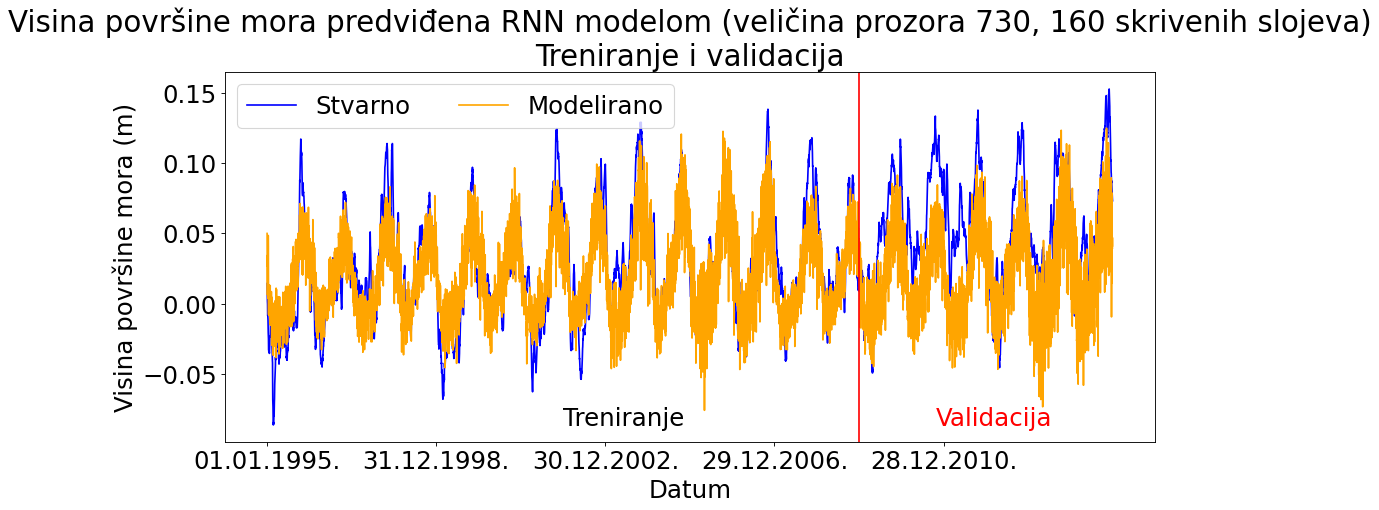 Visina površine mora predviđena RNN modelom (veličina prozora 730, 160 skrivenih slojeva)
Treniranje i validacija
Stvarno Modelirano
Visina površine mora (m)
0.15
0.10
0.05
0.00
−0.05
Treniranje Validacija
01.01.1995. 31.12.1998. 30.12.2002. 29.12.2006. 28.12.2010.
Datum